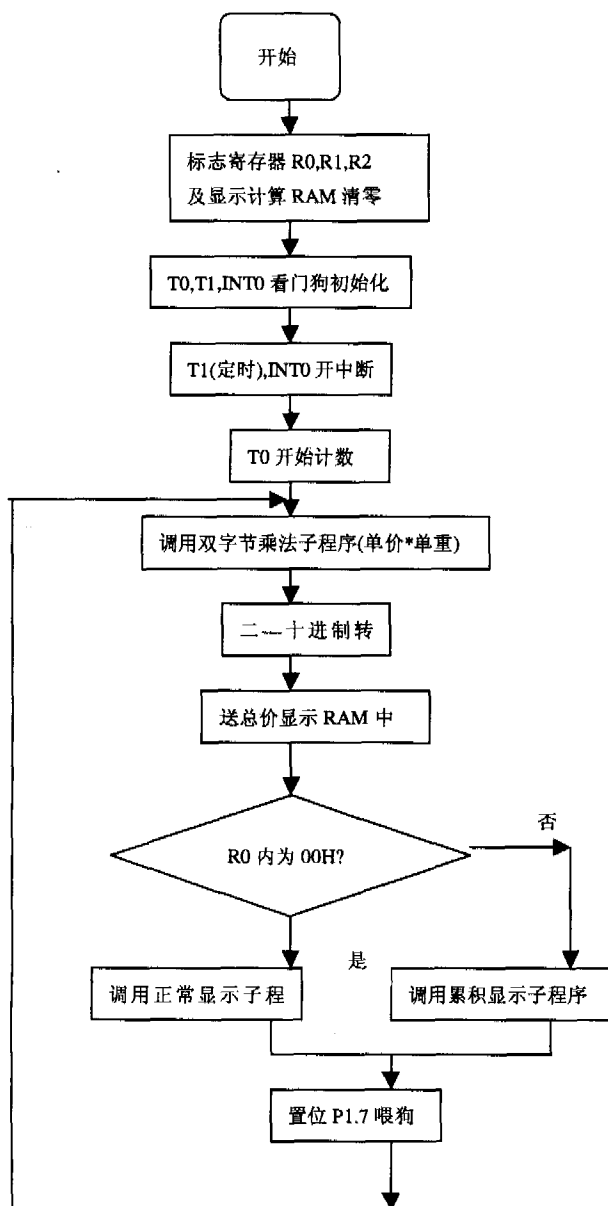 开始
标志寄存器 R0,R1,R2
及显示计算 RAM 清零
T0,T1,INT0 看门狗初始化
T1(定时),INT0 开中断
T0 开始计数
调用双字节乘法子程序(单价*单重)
二—十进制转
送总价显示 RAM 中
R0 内为 00H?
否
是
调用正常显示子程
调用累积显示子程序
置位 P1.7 喂狗